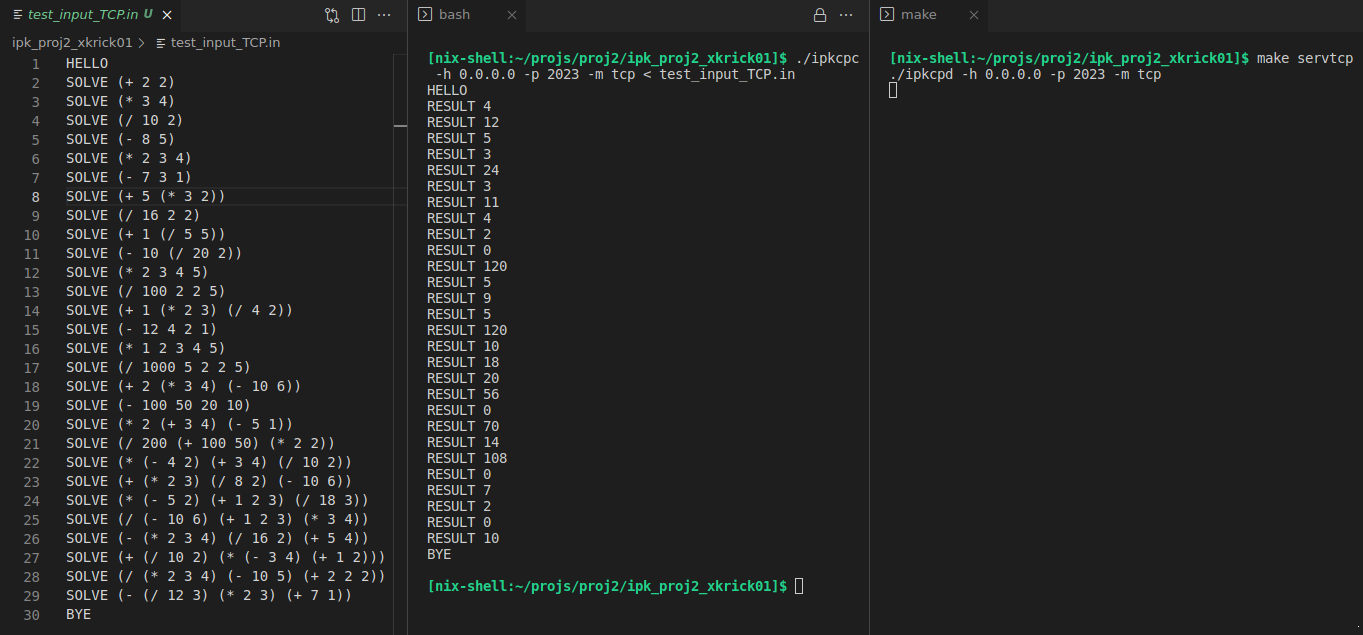 test_input_TCP.in U
ipk_proj2_xkrick01 > test_input_TCP.in
1 HELLO
2 SOLVE (+ 2 2)
3 SOLVE (* 3 4)
4 SOLVE (/ 10 2)
5 SOLVE (- 8 5)
6 SOLVE (* 2 3 4)
7 SOLVE (- 7 3 1)
8 SOLVE (+ 5 (* 3 2))
9 SOLVE (/ 16 2 2)
10 SOLVE (+ 1 (/ 5 5))
11 SOLVE (- 10 (/ 20 2))
12 SOLVE (* 2 3 4 5)
13 SOLVE (/ 100 2 2 5)
14 SOLVE (+ 1 (* 2 3) (/ 4 2))
15 SOLVE (- 12 4 2 1)
16 SOLVE (* 1 2 3 4 5)
17 SOLVE (/ 1000 5 2 2 5)
18 SOLVE (+ 2 (* 3 4) (- 10 6))
19 SOLVE (- 100 50 20 10)
20 SOLVE (* 2 (+ 3 4) (- 5 1))
21 SOLVE (/ 200 (+ 100 50) (* 2 2))
22 SOLVE (* (- 4 2) (+ 3 4) (/ 10 2))
23 SOLVE (+ (* 2 3) (/ 8 2) (- 10 6))
24 SOLVE (* (- 5 2) (+ 1 2 3) (/ 18 3))
25 SOLVE (/ (- 10 6) (+ 1 2 3) (* 3 4))
26 SOLVE (- (* 2 3 4) (/ 16 2) (+ 5 4))
27 SOLVE (+ (/ 10 2) (* (- 3 4) (+ 1 2)))
28 SOLVE (/ (* 2 3 4) (- 10 5) (+ 2 2 2))
29 SOLVE (- (/ 12 3) (* 2 3) (+ 7 1))
30 BYE
bash
[nix-shell:~/projs/proj2/ipk_proj2_xkrick01]$ ./ipkcpc
-h 0.0.0.0 -p 2023 -m tcp < test_input_TCP.in
HELLO
RESULT 4
RESULT 12
RESULT 5
RESULT 3
RESULT 24
RESULT 3
RESULT 11
RESULT 4
RESULT 2
RESULT 0
RESULT 120
RESULT 5
RESULT 9
RESULT 5
RESULT 120
RESULT 10
RESULT 18
RESULT 20
RESULT 56
RESULT 0
RESULT 70
RESULT 14
RESULT 108
RESULT 0
RESULT 7
RESULT 2
RESULT 0
RESULT 10
BYE
[nix-shell:~/projs/proj2/ipk_proj2_xkrick01]$
make
[nix-shell:~/projs/proj2/ipk_proj2_xkrick01]$ make servtcp
./ipkcpd -h 0.0.0.0 -p 2023 -m tcp